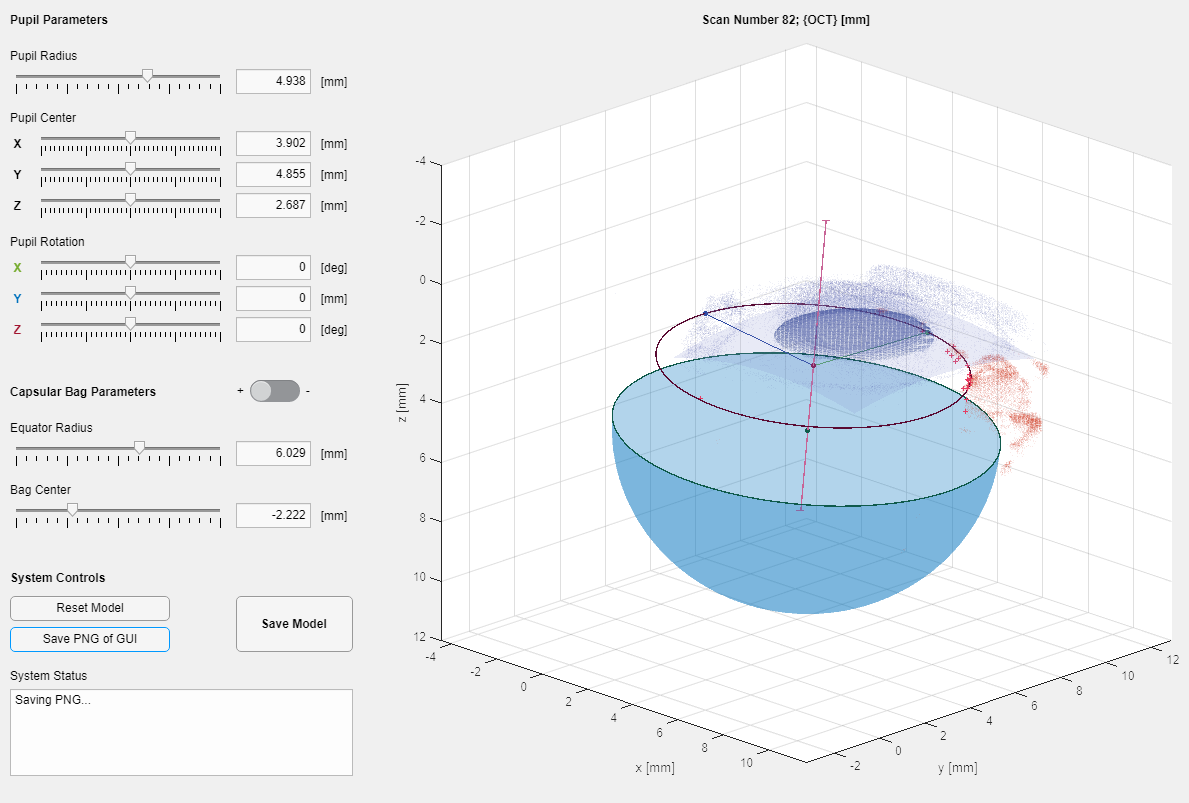 Pupil Parameters
Pupil Radius
4.938 [mm]
Pupil Center
X 3.902 [mm]
Y 4.855 [mm]
Z 2.687 [mm]
Pupil Rotation
X 0 [deg]
Y 0 [mm]
Z 0 [deg]
Capsular Bag Parameters + -
Equator Radius
6.029 [mm]
Bag Center
-2.222 [mm]
System Controls
Reset Model
Save PNG of GUI
Save Model
System Status
Saving PNG...
Scan Number 82; {OCT} [mm]
-4
-2
0
2
4
6
8
10
12
z [mm]
-4
-2
0
2
4
6
8
10
x [mm]
-2
0
2
4
6
8
10
12
y [mm]